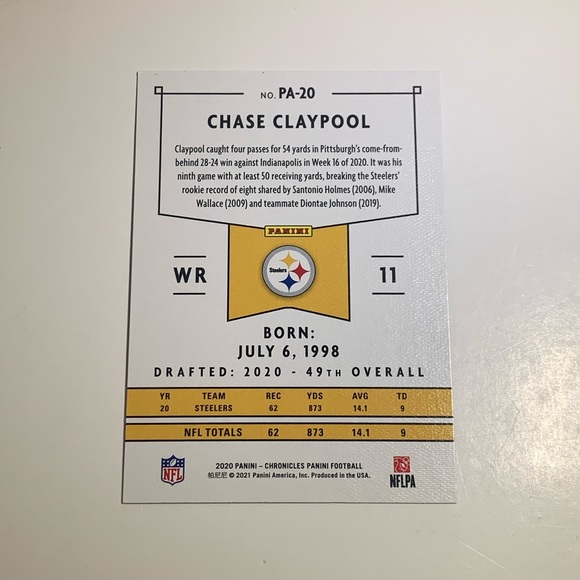 NO. PA-20
CHASE CLAYPOOL
Claypool caught four passes for 54 yards in Pittsburgh's come-from-
behind 28-24 win against Indianapolis in Week 16 of 2020. It was his
ninth game with at least 50 receiving yards, breaking the Steelers'
rookie record of eight shared by Santonio Holmes (2006), Mike
Wallace (2009) and teammate Diontae Johnson (2019).
PANINI
WR
Steelers
11
BORN:
JULY 6, 1998
DRAFTED: 2020 - 49TH OVERALL
YR TEAM REC YDS AVG TD
20 STEELERS 62 873 14.1 9
NFL TOTALS 62 873 14.1 9
NFL
2020 PANINI – CHRONICLES PANINI FOOTBALL
帕尼尼 © 2021 Panini America, Inc. Produced in the USA.
NFLPA